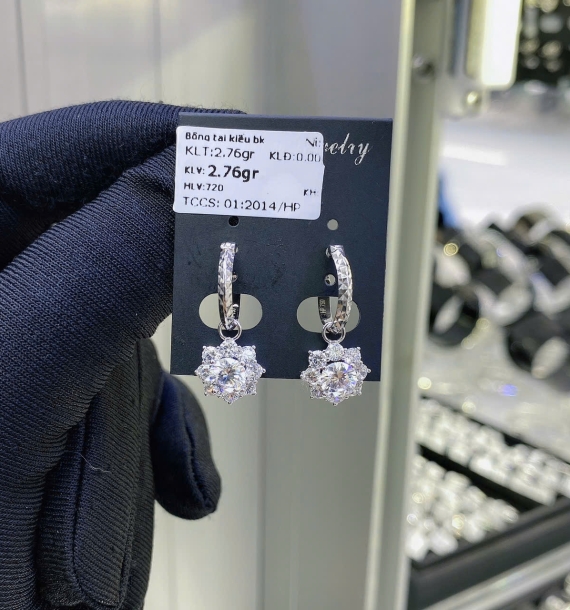 Bông tai kiểu bk
Ni:
KLT:2.76gr KLĐ:0.00
KLV: 2.76gr
HLV:720 KH
TCCS: 01:2014/HP